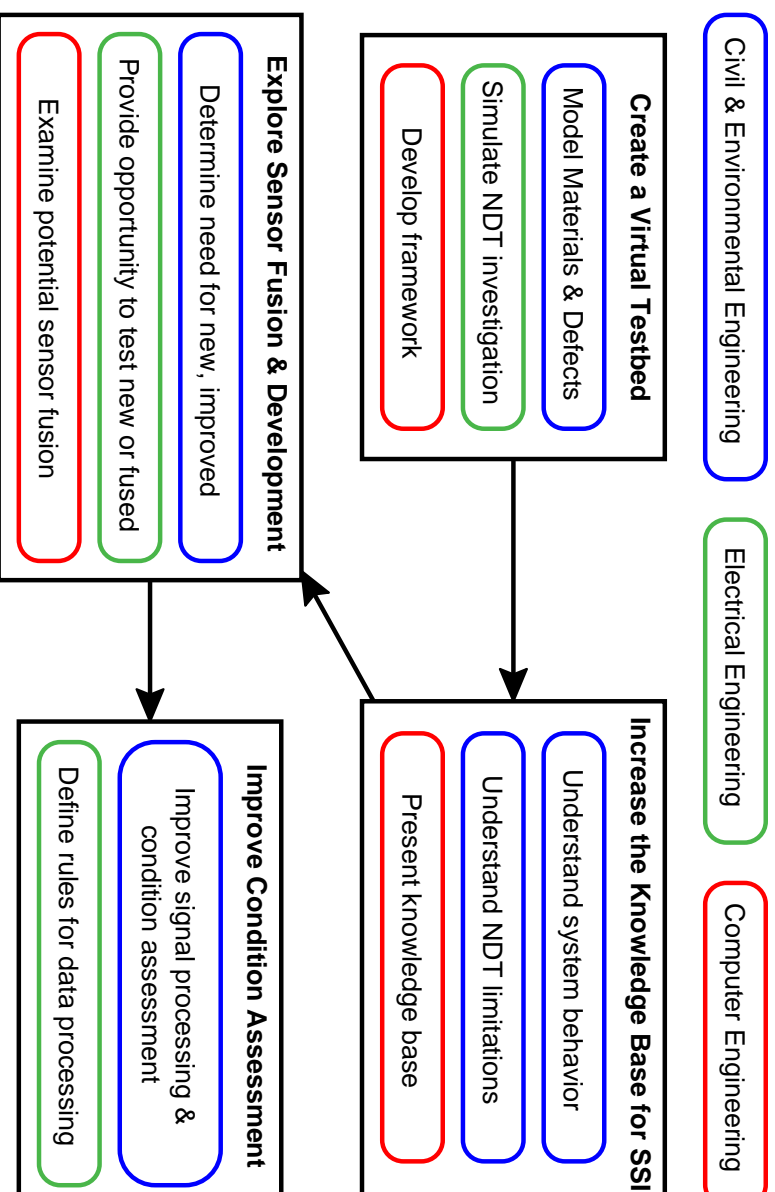 Civil & Environmental Engineering
Electrical Engineering
Computer Engineering
Create a Virtual Testbed
Model Materials & Defects
Simulate NDT investigation
Develop framework
Increase the Knowledge Base for SSI
Understand system behavior
Understand NDT limitations
Present knowledge base
Explore Sensor Fusion & Development
Determine need for new, improved
Provide opportunity to test new or fused
Examine potential sensor fusion
Improve Condition Assessment
Improve signal processing &
condition assessment
Define rules for data processing